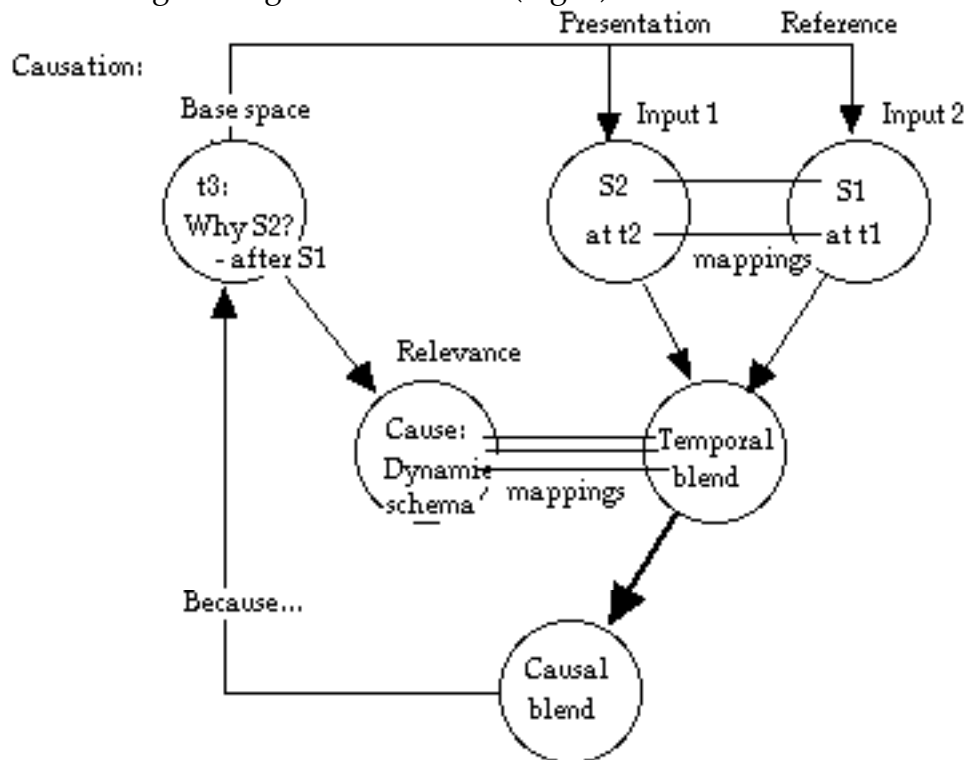 Presentation Reference
Causation:
Base space
Input 1
Input 2
t3:
Why S2?
- after S1
S2
at t2
S1
at t1
mappings
Relevance
Cause:
Dynamic
schema
mappings
Temporal
blend
Because...
Causal
blend